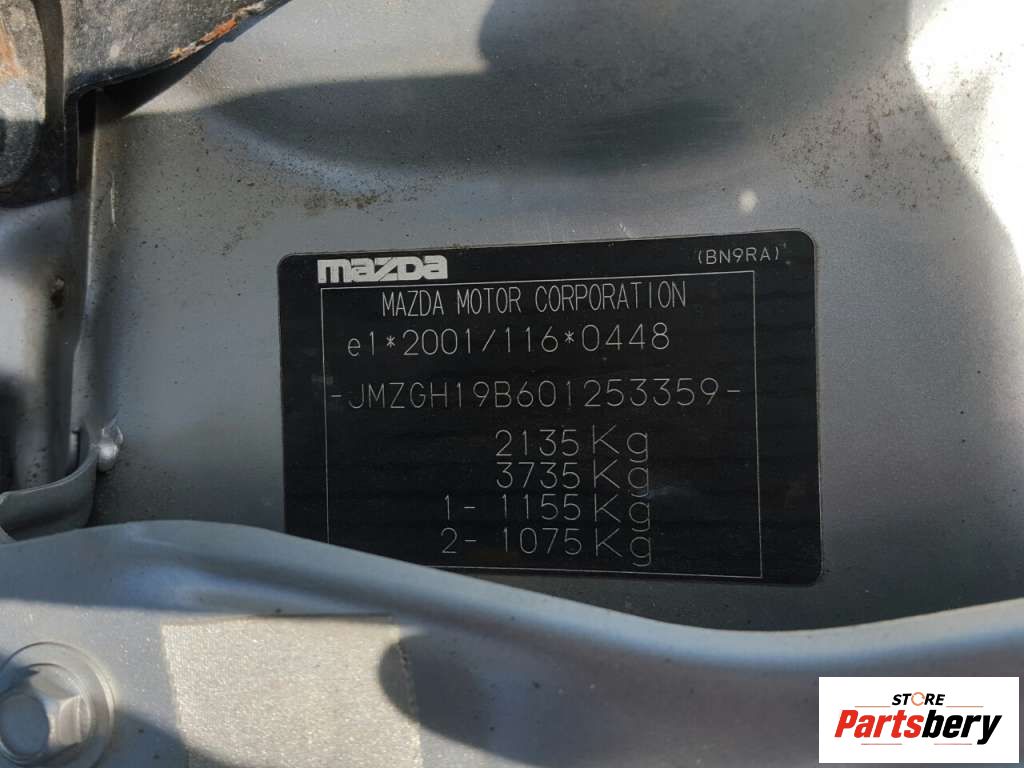 mazda
(BN9RA)
MAZDA MOTOR CORPORATION
e1*2001/116*0448
-JMZGH19B601253359-
2135 Kg
3735 Kg
1- 1155 Kg
2- 1075 Kg
STORE
Partsbery